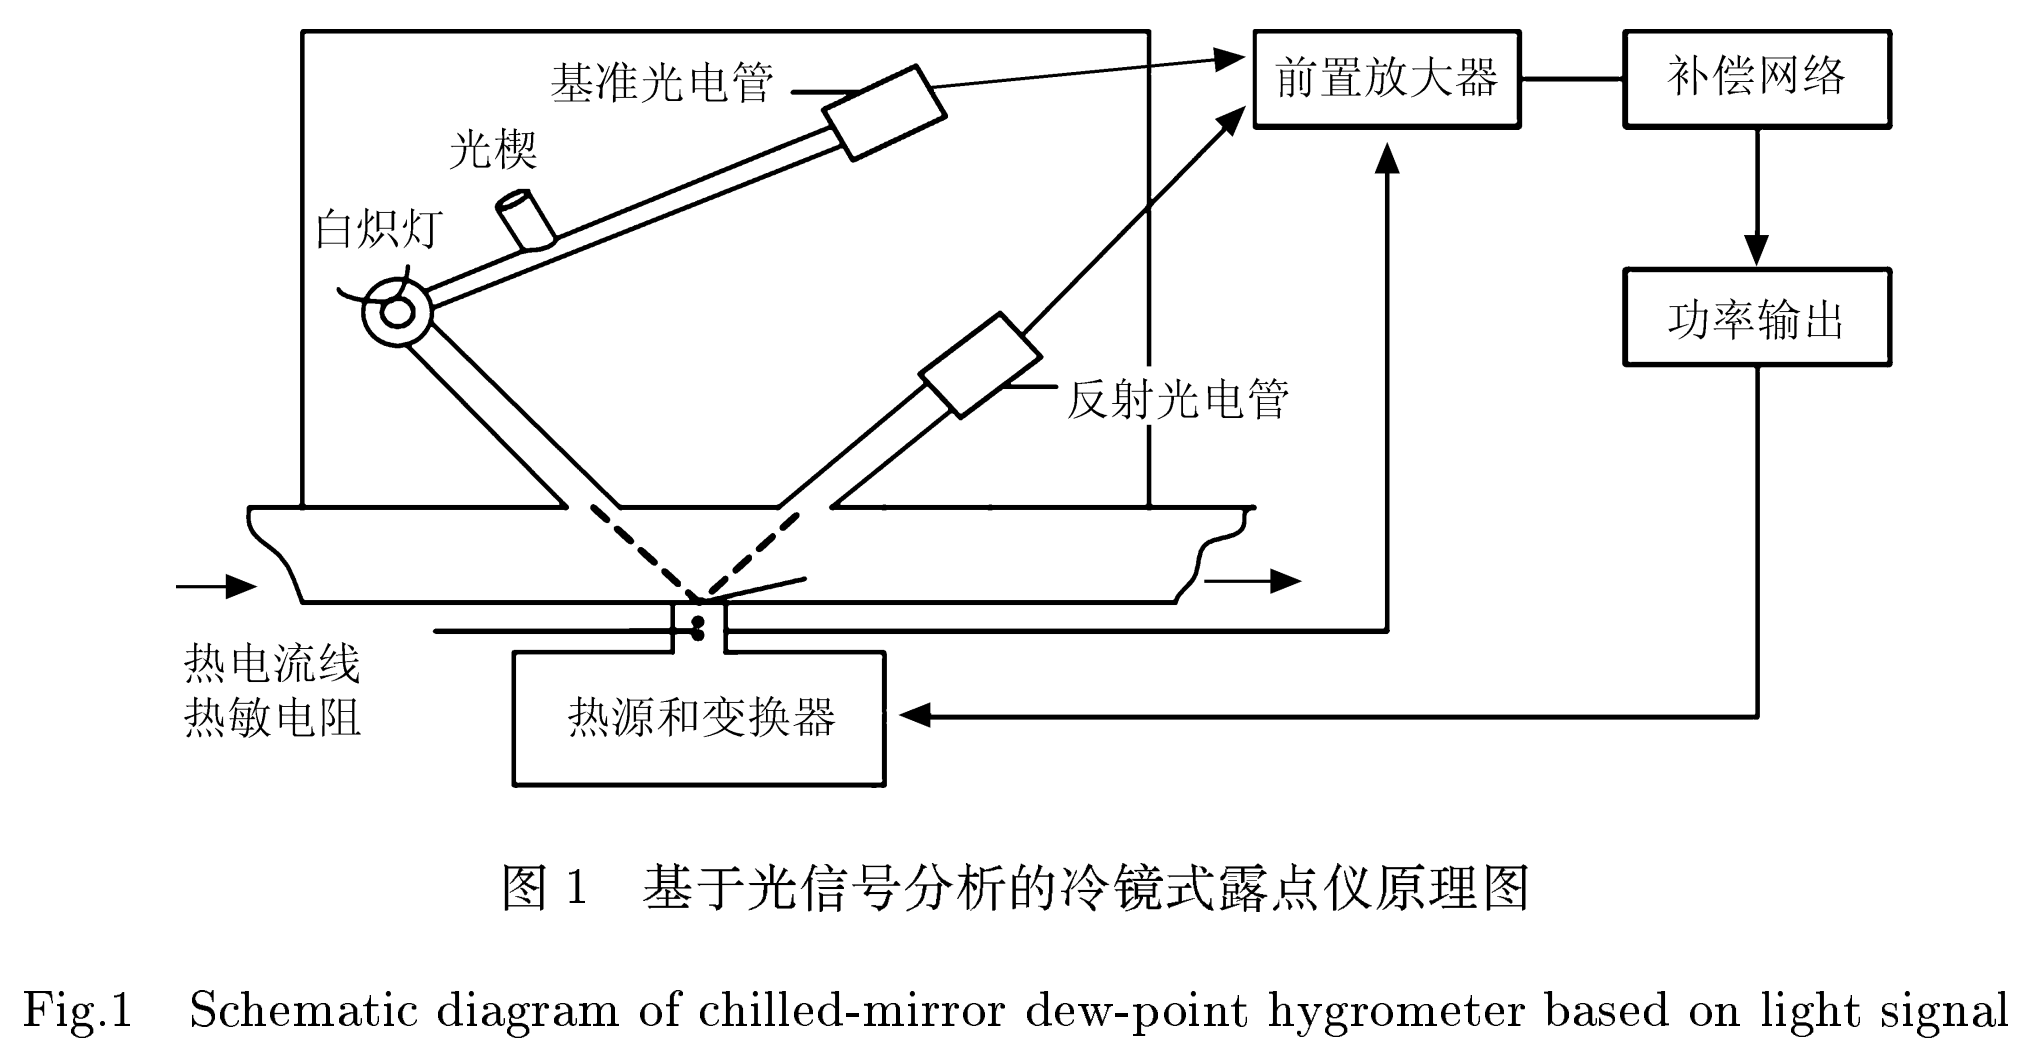 基准光电管
前置放大器
补偿网络
光楔
白炽灯
功率输出
反射光电管
热电流线
热敏电阻
热源和变换器
图 1 基于光信号分析的冷镜式露点仪原理图
Fig.1 Schematic diagram of chilled-mirror dew-point hygrometer based on light signal